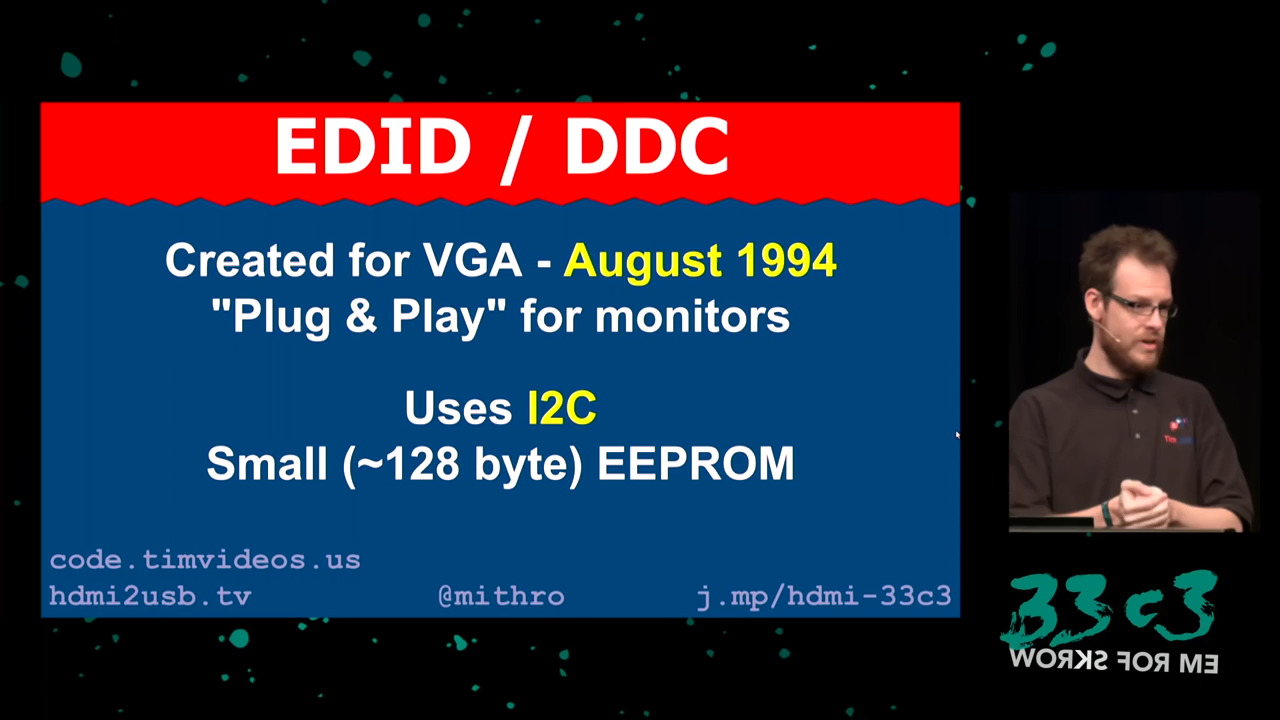 EDID / DDC
Created for VGA - August 1994
"Plug & Play" for monitors
Uses I2C
Small (~128 byte) EEPROM
code.timvideos.us
hdmi2usb.tv
@mithro
j.mp/hdmi-33c3
33c3
WORKS FOR ME